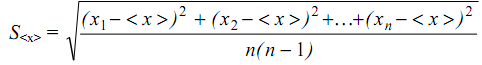 S<x> = √((x₁ − <x>)² + (x₂ − <x>)² +…+(xₙ − <x>)² / n(n − 1))